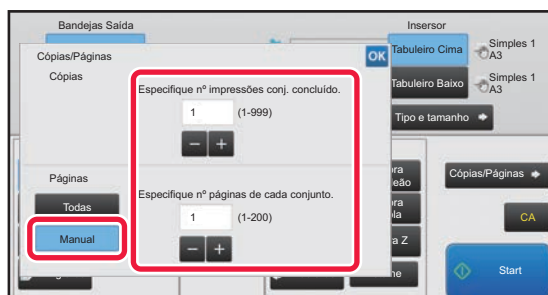 Bandejas Saída
Insersor
Cópias/Páginas
OK
Tabuleiro Cima
Simples 1
A3
Cópias
Especifique nº impressões conj. concluído.
Tabuleiro Baixo
Simples 1
A3
1
(1-999)
Tipo e tamanho
Páginas
Cópias/Páginas
Todas
Especifique nº páginas de cada conjunto.
1
(1-200)
CA
Manual
a Z
Start